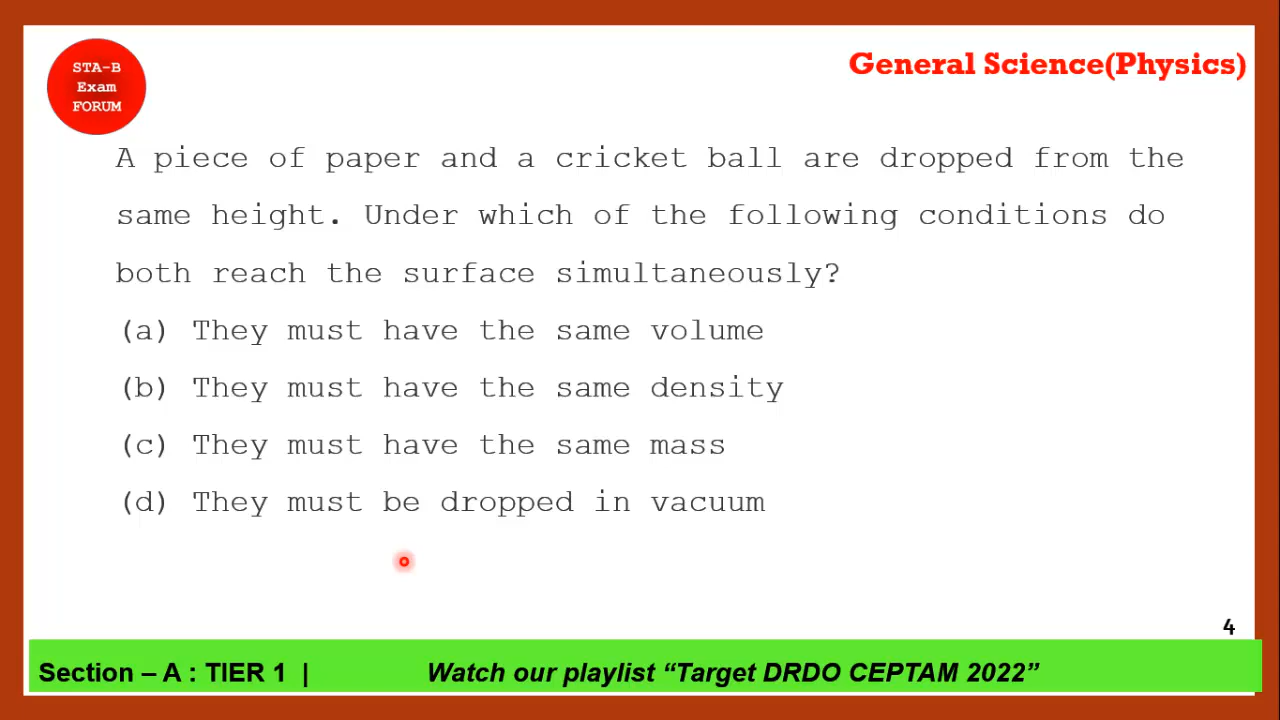 STA-B
Exam
FORUM
General Science(Physics)
A piece of paper and a cricket ball are dropped from the
same height. Under which of the following conditions do
both reach the surface simultaneously?
(a) They must have the same volume
(b) They must have the same density
(c) They must have the same mass
(d) They must be dropped in vacuum
4
Section – A : TIER 1 | Watch our playlist “Target DRDO CEPTAM 2022”